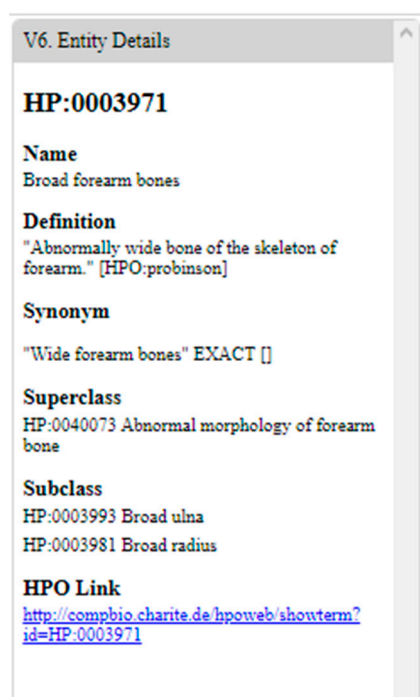 V6. Entity Details
HP:0003971
Name
Broad forearm bones
Definition
"Abnormally wide bone of the skeleton of
forearm." [HPO:probinson]
Synonym
"Wide forearm bones" EXACT []
Superclass
HP:0040073 Abnormal morphology of forearm
bone
Subclass
HP:0003993 Broad ulna
HP:0003981 Broad radius
HPO Link
http://compbio.charite.de/hpoweb/showterm?
id=HP:0003971